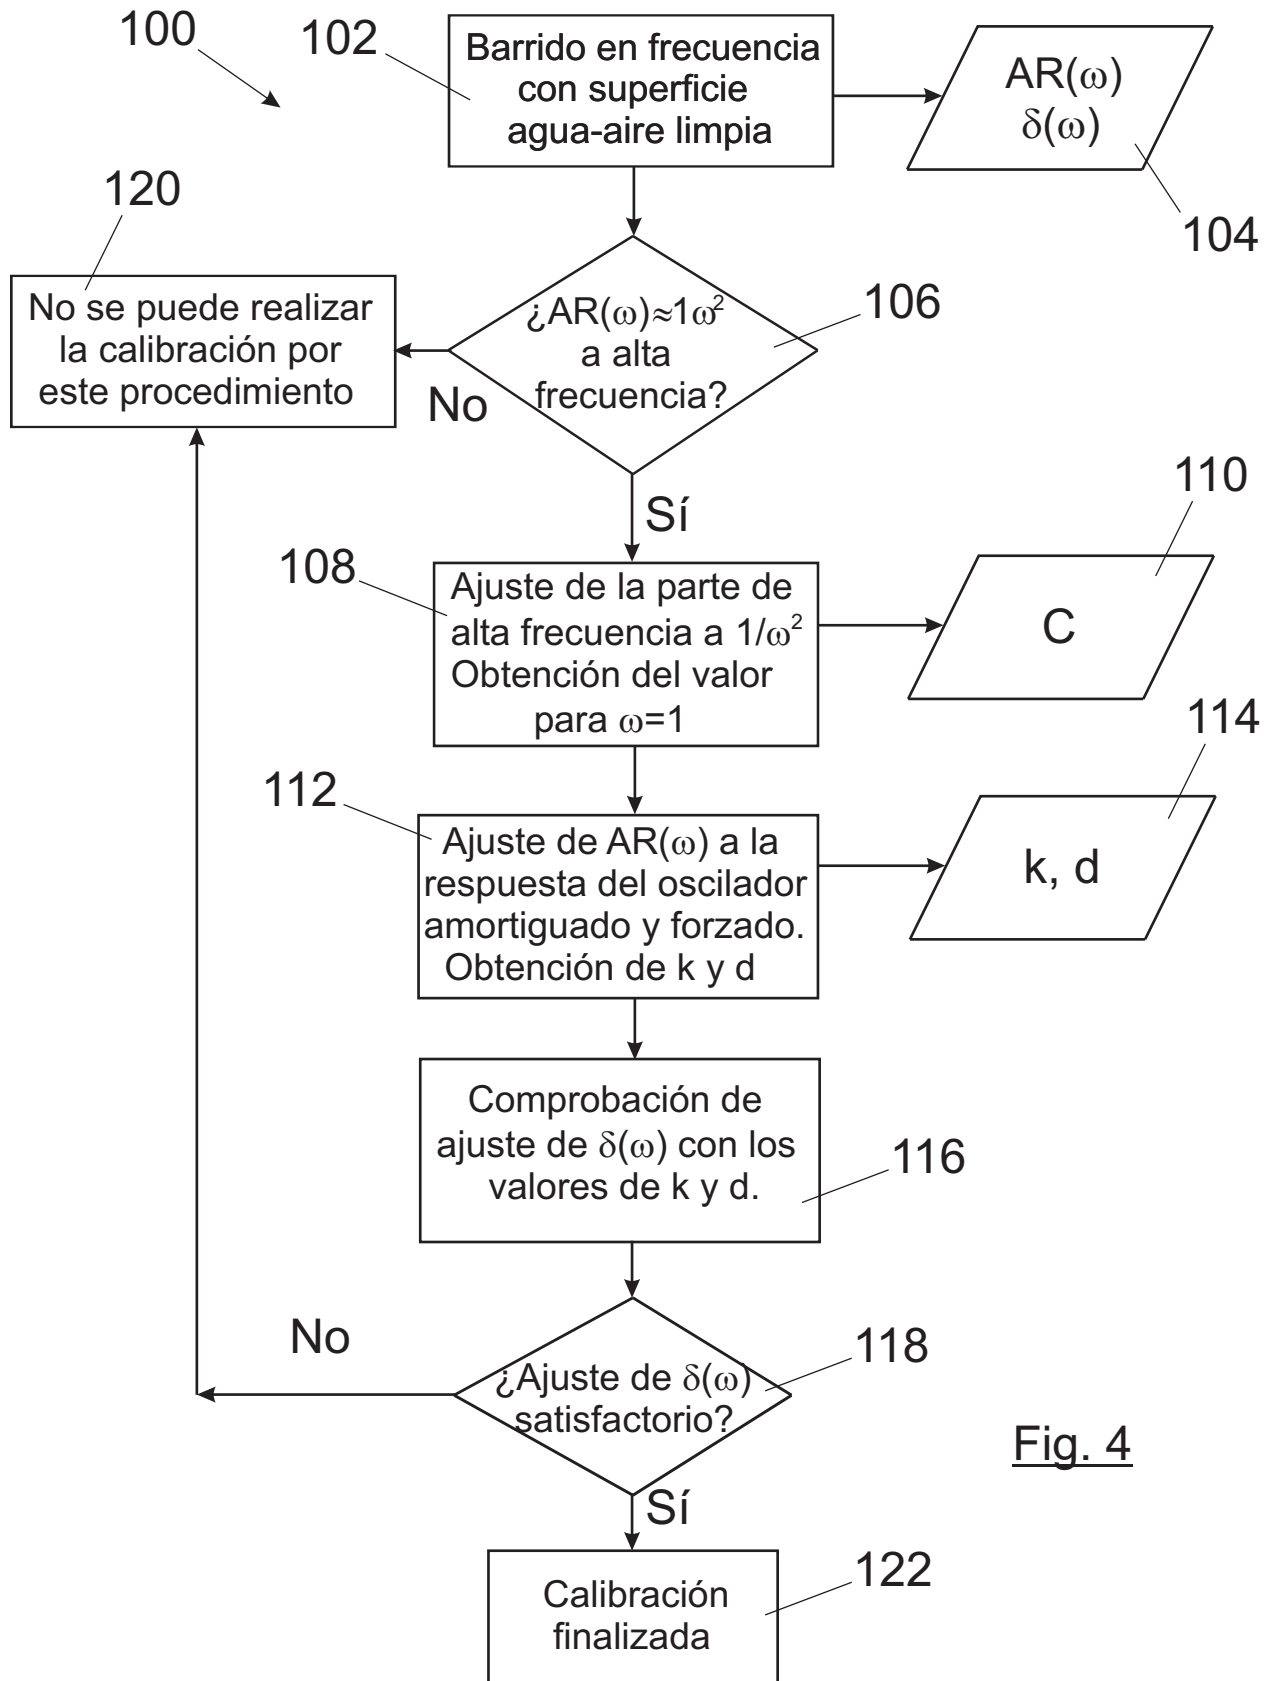 100
102
Barrido en frecuencia
con superficie
agua-aire limpia
AR(ω)
δ(ω)
104
120
No se puede realizar
la calibración por
este procedimiento
¿AR(ω)≈1ω²
a alta
frecuencia?
106
No
Sí
108
Ajuste de la parte de
alta frecuencia a 1/ω²
Obtención del valor
para ω=1
110
C
112
Ajuste de AR(ω) a la
respuesta del oscilador
amortiguado y forzado.
Obtención de k y d
114
k, d
Comprobación de
ajuste de δ(ω) con los
valores de k y d.
116
No
¿Ajuste de δ(ω)
satisfactorio?
118
Sí
Calibración
finalizada
122
Fig. 4